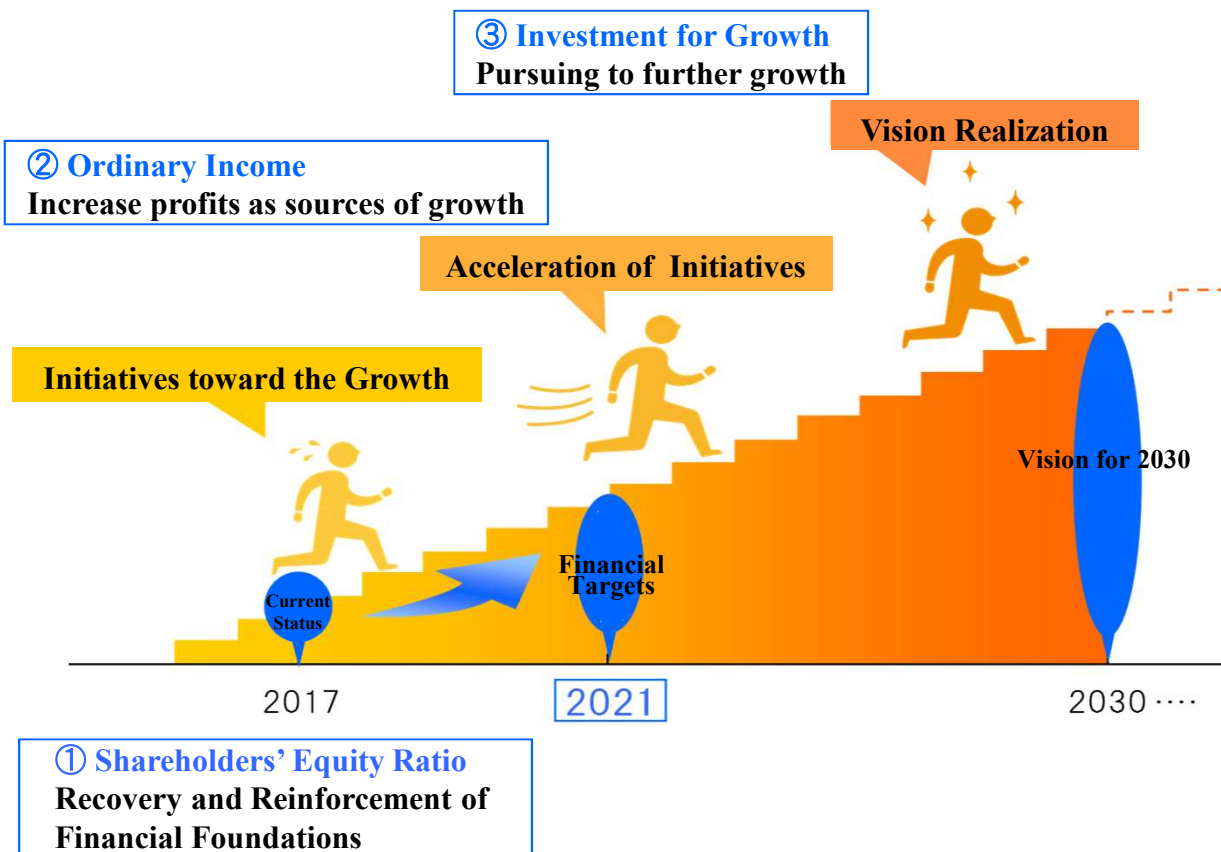 ③ Investment for Growth
Pursuing to further growth
Vision Realization
② Ordinary Income
Increase profits as sources of growth
Acceleration of Initiatives
Initiatives toward the Growth
Vision for 2030
Financial
Targets
Current
Status
2017
2021
2030 ····
① Shareholders’ Equity Ratio
Recovery and Reinforcement of
Financial Foundations